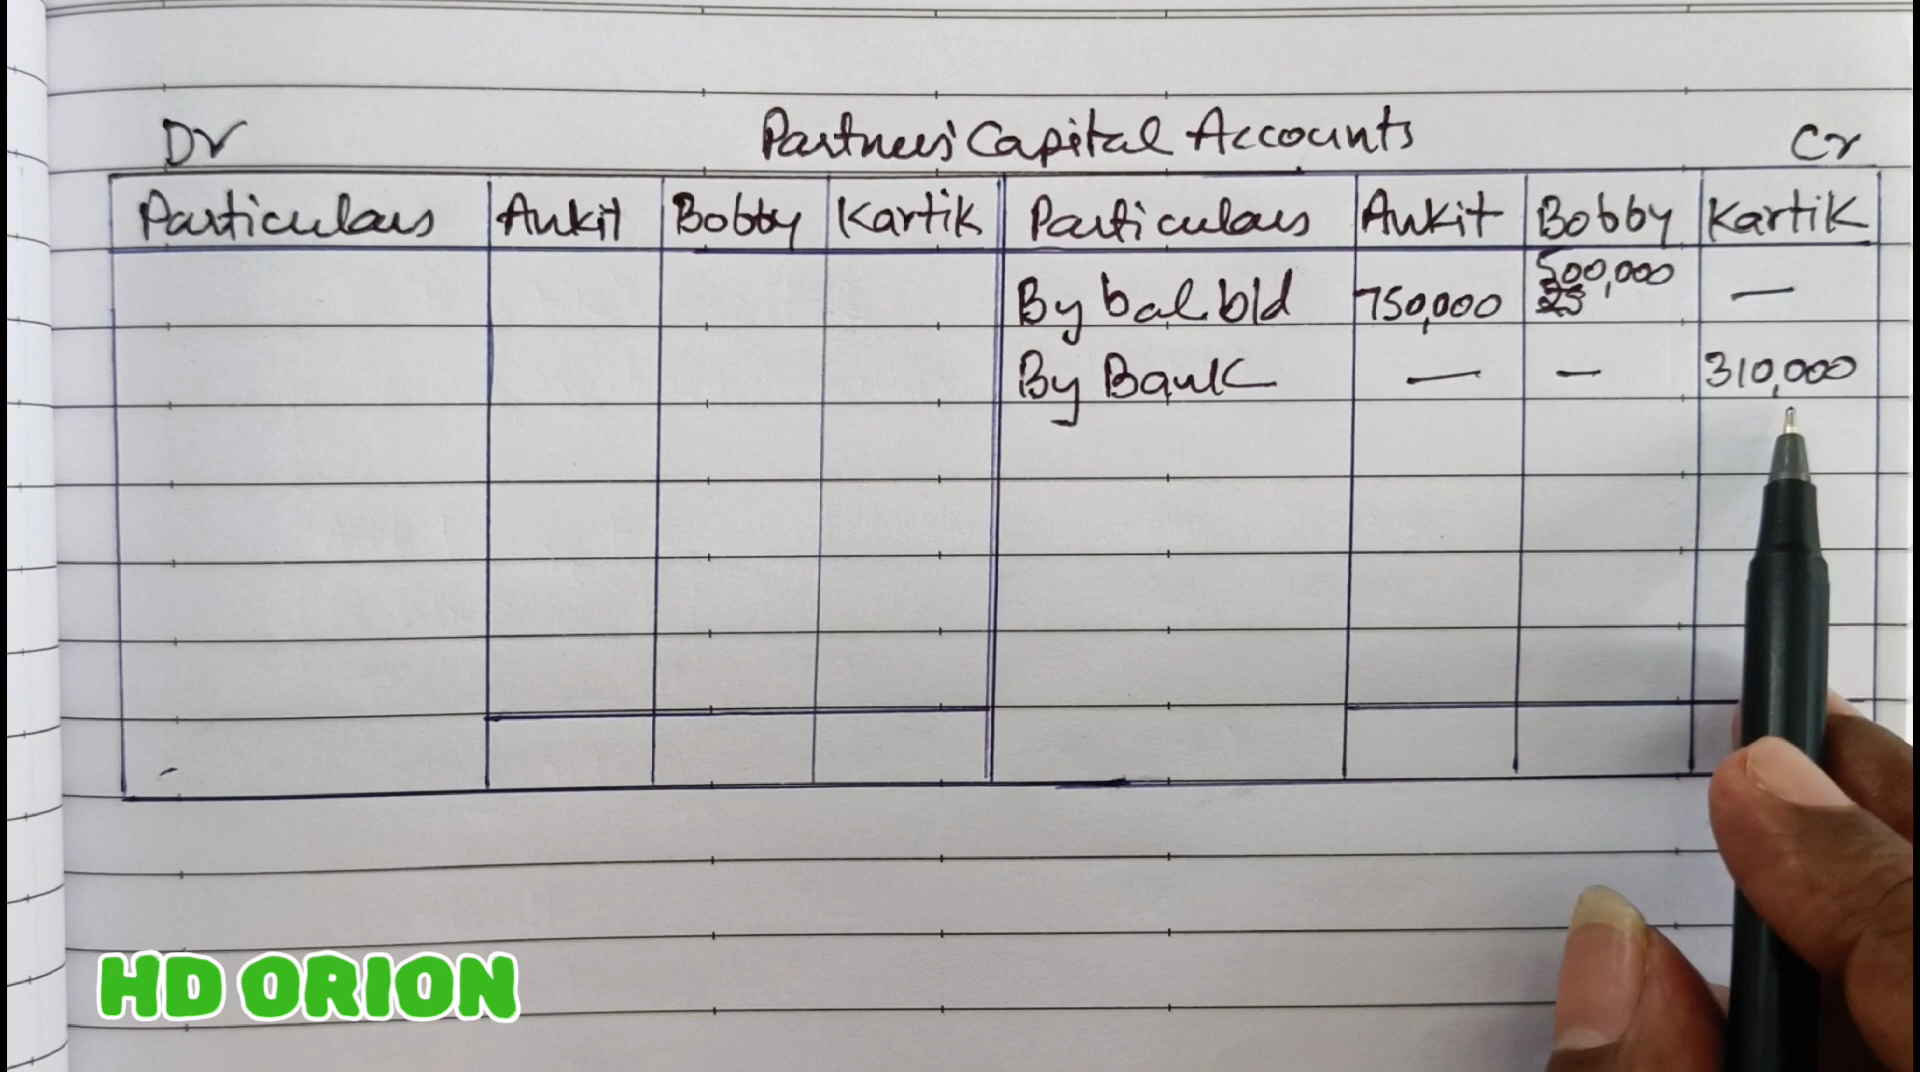 Dr Partners' Capital Accounts Cr
Particulars Ankit Bobby Kartik Particulars Ankit Bobby Kartik
By bal b/d 750,000 500,000 —
By Bank — — 310,000
HD ORION